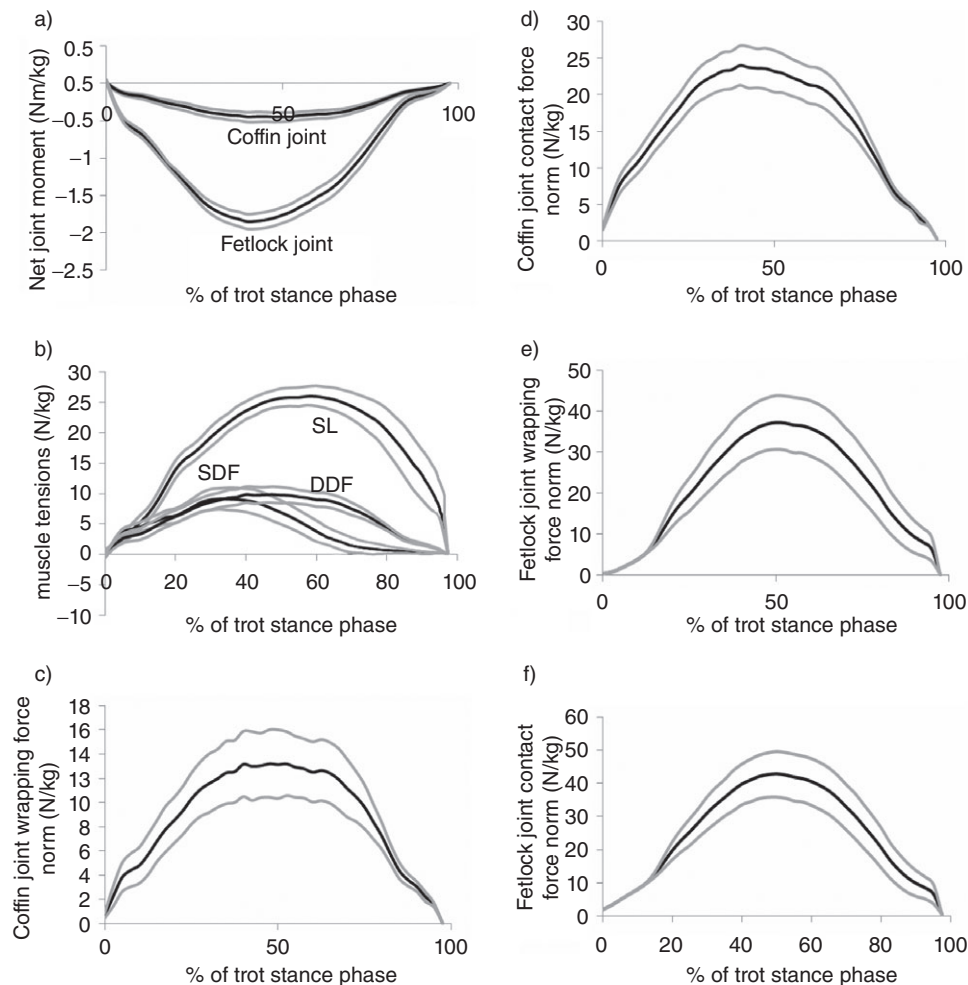 a)
Net joint moment (Nm/kg)
0.5
0.5
0
50
100
−0.5
−1
−1.5
−2
−2.5
Coffin joint
Fetlock joint
% of trot stance phase
b)
muscle tensions (N/kg)
30
25
20
15
10
5
0
−5
−10
SL
SDF
DDF
0
20
40
60
80
100
% of trot stance phase
c)
Coffin joint wrapping force
norm (N/kg)
18
16
14
12
10
8
6
4
2
0
0
50
100
% of trot stance phase
d)
Coffin joint contact force
norm (N/kg)
30
25
20
15
10
5
0
0
50
100
% of trot stance phase
e)
Fetlock joint wrapping
force norm (N/kg)
50
40
30
20
10
0
0
50
100
% of trot stance phase
f)
Fetlock joint contact
force norm (N/kg)
60
50
40
30
20
10
0
0
20
40
60
80
100
% of trot stance phase